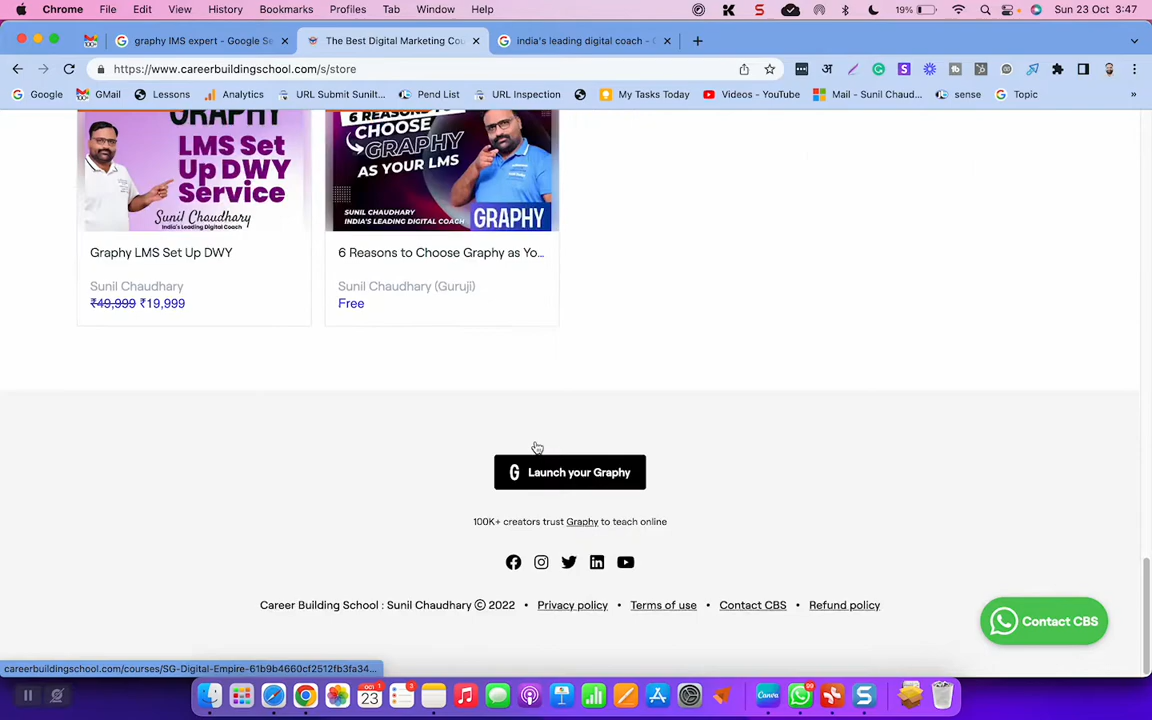 Chrome File Edit View History Bookmarks Profiles Tab Window Help 19% Sun 23 Oct 3:47
graphy lMS expert - Google Se
The Best Digital Marketing Cou
india's leading digital coach -
https://www.careerbuildingschool.com/s/store
Google GMail Lessons Analytics URL Submit Sunilt... Pend List URL Inspection My Tasks Today Videos - YouTube Mail - Sunil Chaud... sense Topic »
GRAPHY
LMS Set
Up DWY
Service
Sunil Chaudhary
India's Leading Digital Coach
6 REASONS
CHOOSE
GRAPHY
AS YOUR LMS
SUNIL CHAUDHARY
INDIA'S LEADING DIGITAL COACH
GRAPHY
Graphy LMS Set Up DWY
Sunil Chaudhary
₹49,999 ₹19,999
6 Reasons to Choose Graphy as Yo...
Sunil Chaudhary (Guruji)
Free
G Launch your Graphy
100K+ creators trust Graphy to teach online
Career Building School : Sunil Chaudhary © 2022 • Privacy policy • Terms of use • Contact CBS • Refund policy
Contact CBS
careerbuildingschool.com/courses/SG-Digital-Empire-61b9b4660cf2512fb3fa34...
OCT
23